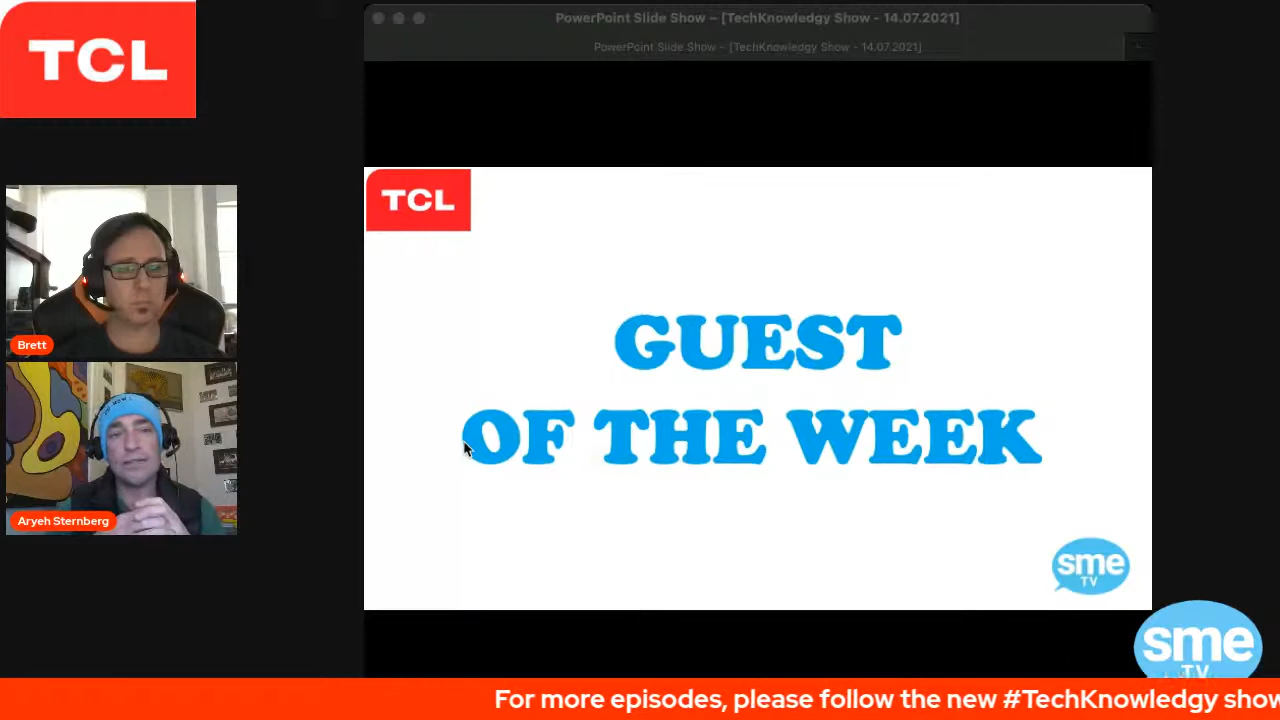 TCL
PowerPoint Slide Show – [TechKnowledgy Show - 14.07.2021]
PowerPoint Slide Show – [TechKnowledgy Show - 14.07.2021]
TCL
GUEST
OF THE WEEK
sme
TV
Brett
Aryeh Sternberg
sme
TV
For more episodes, please follow the new #TechKnowledgy show